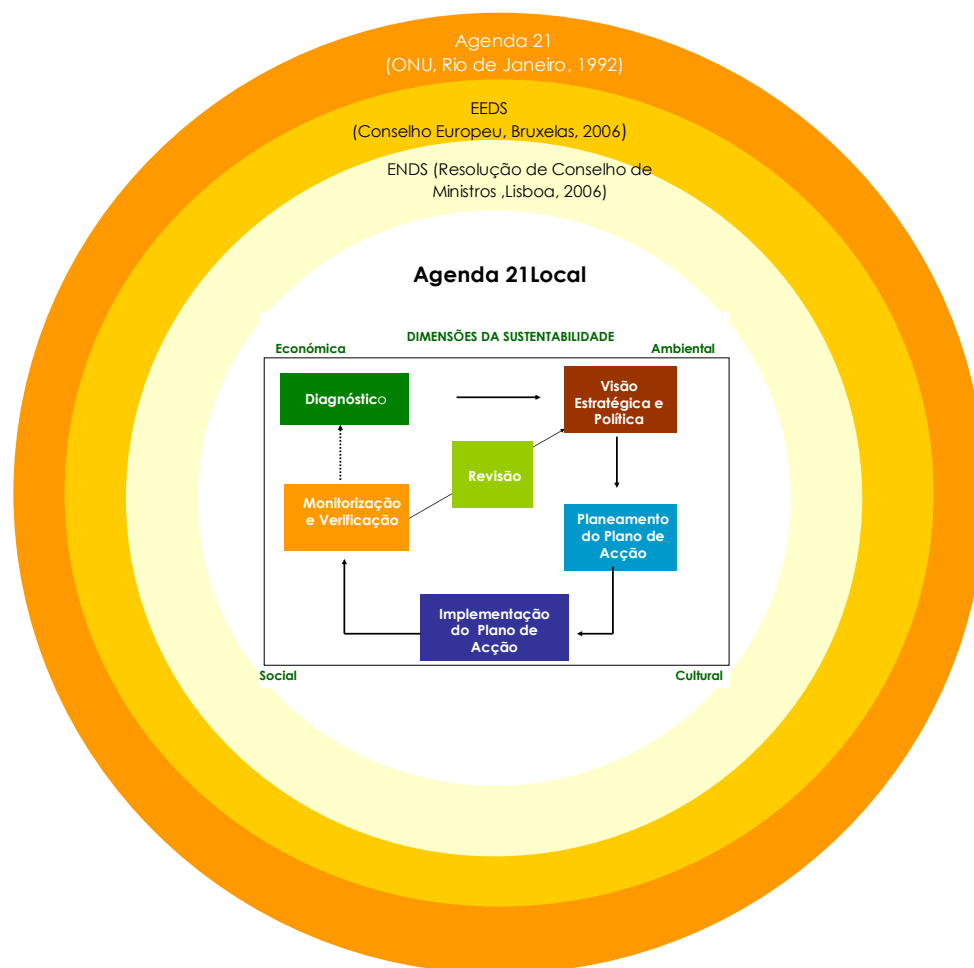 Agenda 21
(ONU, Rio de Janeiro, 1992)
EEDS
(Conselho Europeu, Bruxelas, 2006)
ENDS (Resolução de Conselho de
Ministros ,Lisboa, 2006)
Agenda 21Local
DIMENSÕES DA SUSTENTABILIDADE
Económica
Ambiental
Diagnóstico
Visão
Estratégica e
Política
Revisão
Monitorização
e Verificação
Planeamento
do Plano de
Acção
Implementação
do Plano de
Acção
Social
Cultural